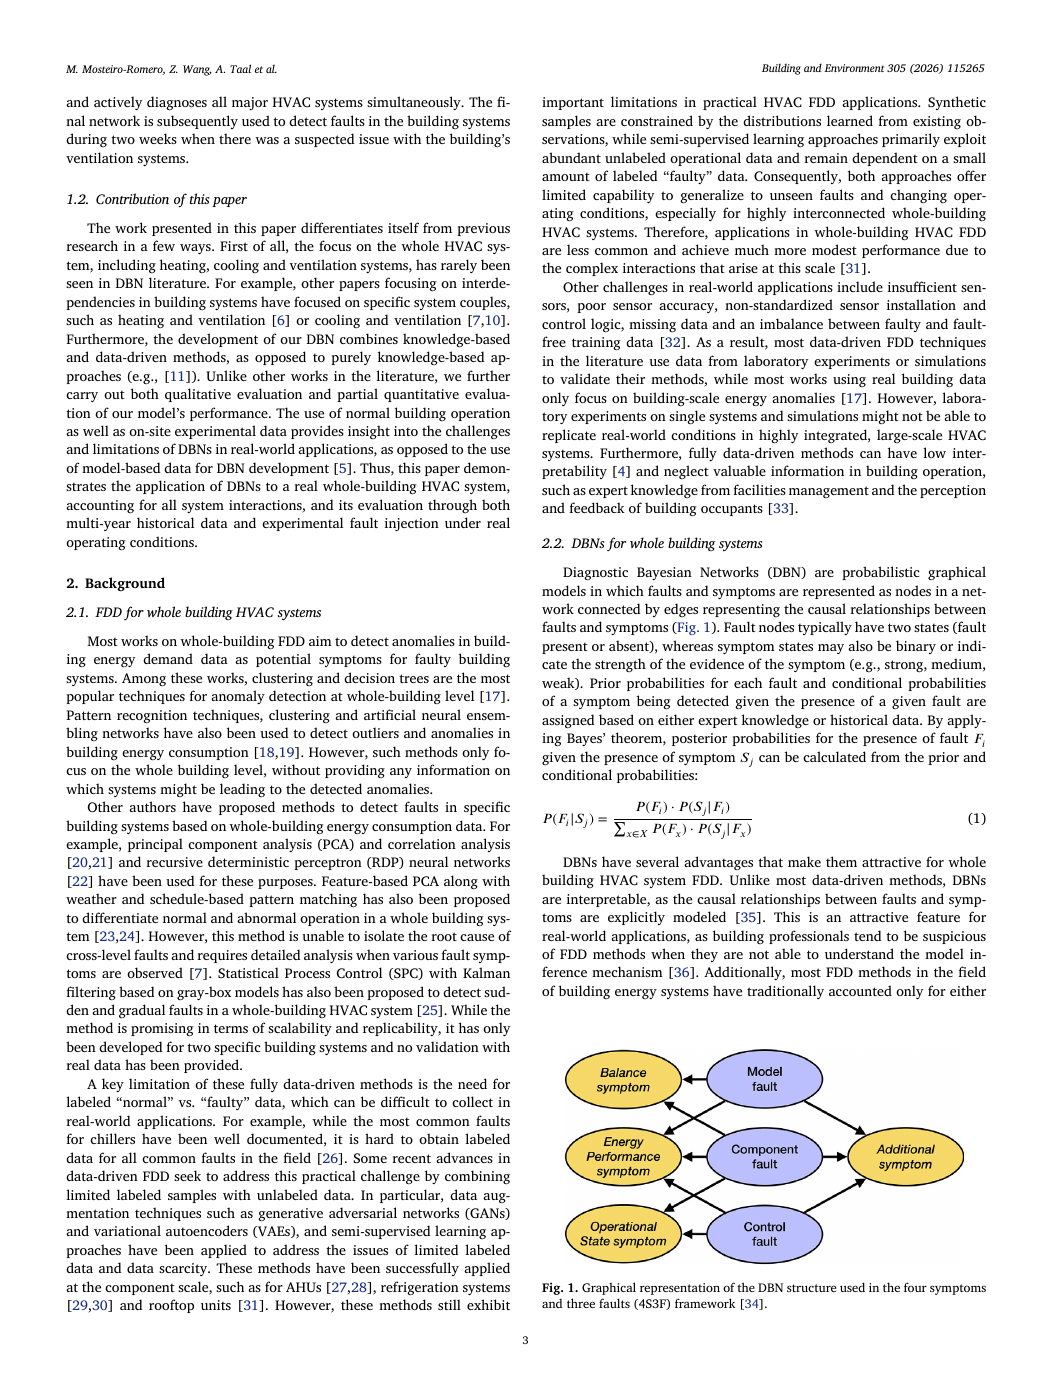 M. Mosteiro-Romero, Z. Wang, A. Taal et al.
Building and Environment 305 (2026) 115265
and actively diagnoses all major HVAC systems simultaneously. The fi-
nal network is subsequently used to detect faults in the building systems
during two weeks when there was a suspected issue with the building's
ventilation systems.
1.2. Contribution of this paper
The work presented in this paper differentiates itself from previous
research in a few ways. First of all, the focus on the whole HVAC sys-
tem, including heating, cooling and ventilation systems, has rarely been
seen in DBN literature. For example, other papers focusing on interde-
pendencies in building systems have focused on specific system couples,
such as heating and ventilation [6] or cooling and ventilation [7,10].
Furthermore, the development of our DBN combines knowledge-based
and data-driven methods, as opposed to purely knowledge-based ap-
proaches (e.g., [11]). Unlike other works in the literature, we further
carry out both qualitative evaluation and partial quantitative evalua-
tion of our model's performance. The use of normal building operation
as well as on-site experimental data provides insight into the challenges
and limitations of DBNs in real-world applications, as opposed to the use
of model-based data for DBN development [5]. Thus, this paper demon-
strates the application of DBNs to a real whole-building HVAC system,
accounting for all system interactions, and its evaluation through both
multi-year historical data and experimental fault injection under real
operating conditions.
2. Background
2.1. FDD for whole building HVAC systems
Most works on whole-building FDD aim to detect anomalies in build-
ing energy demand data as potential symptoms for faulty building
systems. Among these works, clustering and decision trees are the most
popular techniques for anomaly detection at whole-building level [17].
Pattern recognition techniques, clustering and artificial neural ensem-
bling networks have also been used to detect outliers and anomalies in
building energy consumption [18,19]. However, such methods only fo-
cus on the whole building level, without providing any information on
which systems might be leading to the detected anomalies.
Other authors have proposed methods to detect faults in specific
building systems based on whole-building energy consumption data. For
example, principal component analysis (PCA) and correlation analysis
[20,21] and recursive deterministic perceptron (RDP) neural networks
[22] have been used for these purposes. Feature-based PCA along with
weather and schedule-based pattern matching has also been proposed
to differentiate normal and abnormal operation in a whole building sys-
tem [23,24]. However, this method is unable to isolate the root cause of
cross-level faults and requires detailed analysis when various fault symp-
toms are observed [7]. Statistical Process Control (SPC) with Kalman
filtering based on gray-box models has also been proposed to detect sud-
den and gradual faults in a whole-building HVAC system [25]. While the
method is promising in terms of scalability and replicability, it has only
been developed for two specific building systems and no validation with
real data has been provided.
A key limitation of these fully data-driven methods is the need for
labeled “normal” vs. “faulty” data, which can be difficult to collect in
real-world applications. For example, while the most common faults
for chillers have been well documented, it is hard to obtain labeled
data for all common faults in the field [26]. Some recent advances in
data-driven FDD seek to address this practical challenge by combining
limited labeled samples with unlabeled data. In particular, data aug-
mentation techniques such as generative adversarial networks (GANs)
and variational autoencoders (VAEs), and semi-supervised learning ap-
proaches have been applied to address the issues of limited labeled
data and data scarcity. These methods have been successfully applied
at the component scale, such as for AHUs [27,28], refrigeration systems
[29,30] and rooftop units [31]. However, these methods still exhibit
important limitations in practical HVAC FDD applications. Synthetic
samples are constrained by the distributions learned from existing ob-
servations, while semi-supervised learning approaches primarily exploit
abundant unlabeled operational data and remain dependent on a small
amount of labeled “faulty” data. Consequently, both approaches offer
limited capability to generalize to unseen faults and changing oper-
ating conditions, especially for highly interconnected whole-building
HVAC systems. Therefore, applications in whole-building HVAC FDD
are less common and achieve much more modest performance due to
the complex interactions that arise at this scale [31].
Other challenges in real-world applications include insufficient sen-
sors, poor sensor accuracy, non-standardized sensor installation and
control logic, missing data and an imbalance between faulty and fault-
free training data [32]. As a result, most data-driven FDD techniques
in the literature use data from laboratory experiments or simulations
to validate their methods, while most works using real building data
only focus on building-scale energy anomalies [17]. However, labora-
tory experiments on single systems and simulations might not be able to
replicate real-world conditions in highly integrated, large-scale HVAC
systems. Furthermore, fully data-driven methods can have low inter-
pretability [4] and neglect valuable information in building operation,
such as expert knowledge from facilities management and the perception
and feedback of building occupants [33].
2.2. DBNs for whole building systems
Diagnostic Bayesian Networks (DBN) are probabilistic graphical
models in which faults and symptoms are represented as nodes in a net-
work connected by edges representing the causal relationships between
faults and symptoms (Fig. 1). Fault nodes typically have two states (fault
present or absent), whereas symptom states may also be binary or indi-
cate the strength of the evidence of the symptom (e.g., strong, medium,
weak). Prior probabilities for each fault and conditional probabilities
of a symptom being detected given the presence of a given fault are
assigned based on either expert knowledge or historical data. By apply-
ing Bayes' theorem, posterior probabilities for the presence of fault F_i
given the presence of symptom S_j can be calculated from the prior and
conditional probabilities:
P(F_i|S_j) = P(F_i) · P(S_j|F_i) / ∑_{x∈X} P(F_x) · P(S_j|F_x) (1)
DBNs have several advantages that make them attractive for whole
building HVAC system FDD. Unlike most data-driven methods, DBNs
are interpretable, as the causal relationships between faults and symp-
toms are explicitly modeled [35]. This is an attractive feature for
real-world applications, as building professionals tend to be suspicious
of FDD methods when they are not able to understand the model in-
ference mechanism [36]. Additionally, most FDD methods in the field
of building energy systems have traditionally accounted only for either
Balance
symptom
Model
fault
Energy
Performance
symptom
Component
fault
Additional
symptom
Operational
State symptom
Control
fault
Fig. 1. Graphical representation of the DBN structure used in the four symptoms
and three faults (4S3F) framework [34].
3